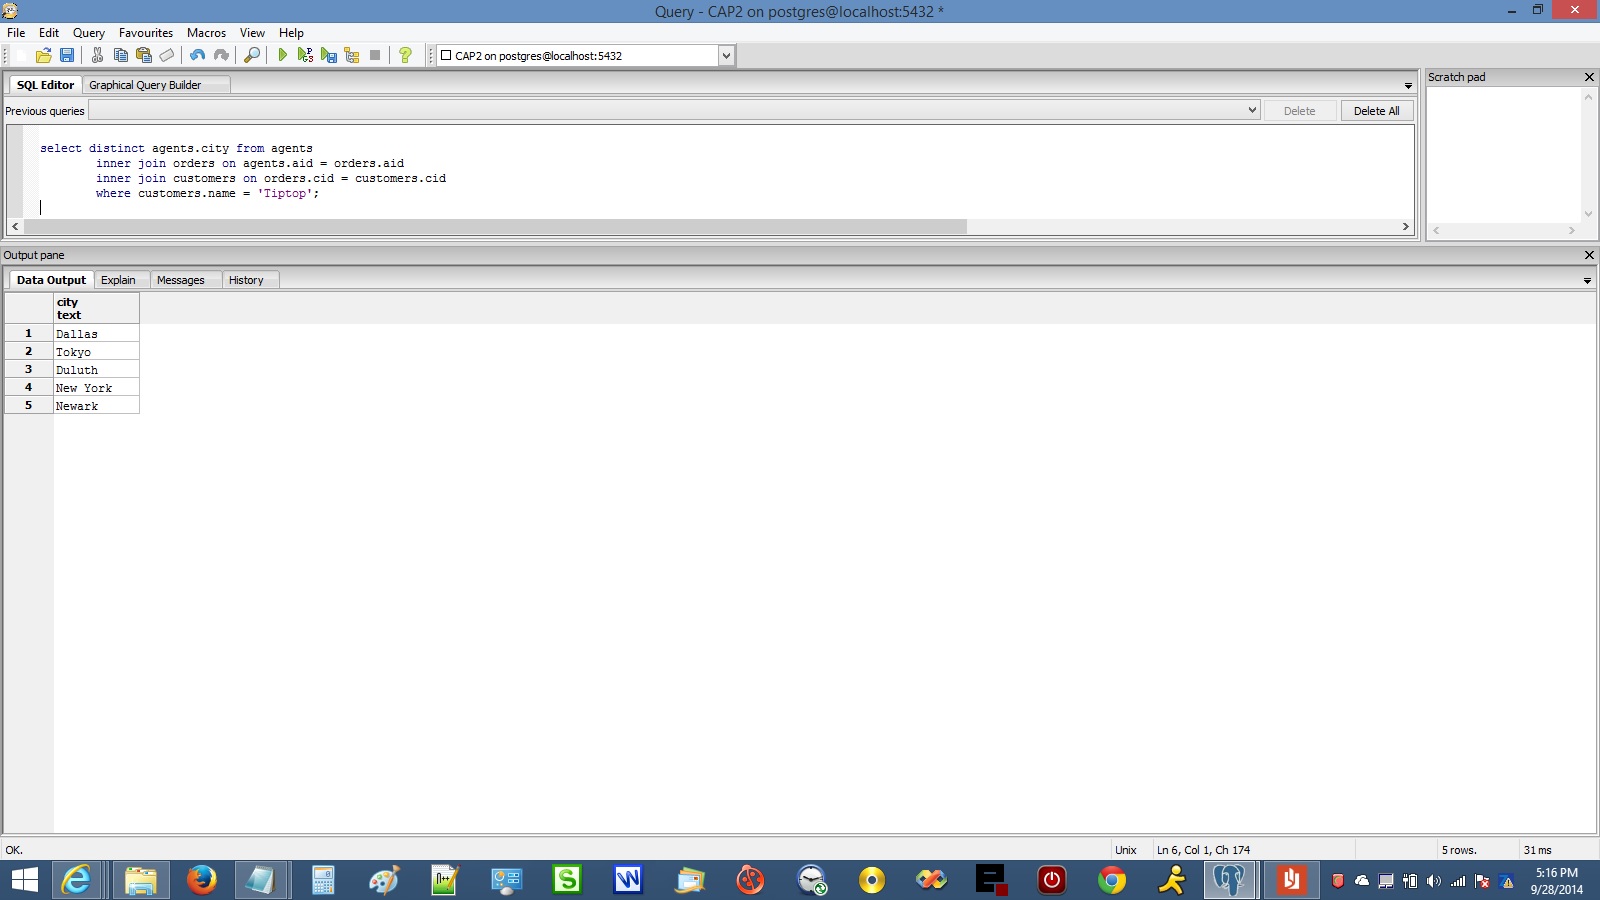 Query - CAP2 on postgres@localhost:5432 *
File Edit Query Favourites Macros View Help
CAP2 on postgres@localhost:5432
SQL Editor Graphical Query Builder
Scratch pad
Previous queries Delete Delete All
select distinct agents.city from agents
inner join orders on agents.aid = orders.aid
inner join customers on orders.cid = customers.cid
where customers.name = 'Tiptop';
Output pane
Data Output Explain Messages History
city
text
1 Dallas
2 Tokyo
3 Duluth
4 New York
5 Newark
OK. Unix Ln 6, Col 1, Ch 174 5 rows. 31 ms
5:16 PM
9/28/2014